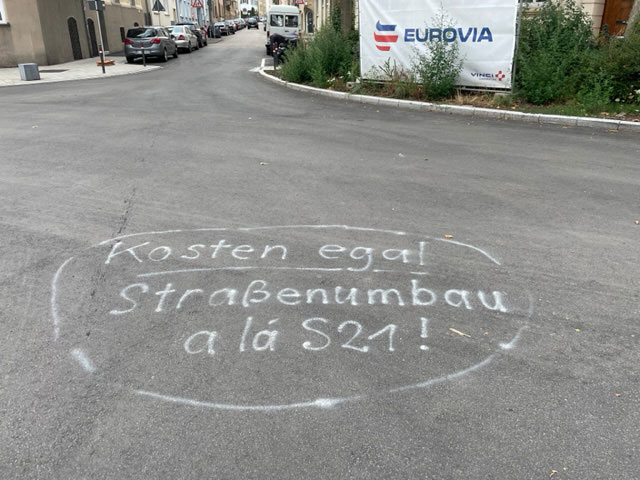 EUROVIA
VINCI
Kosten egal
Straßenumbau
a lá S21!